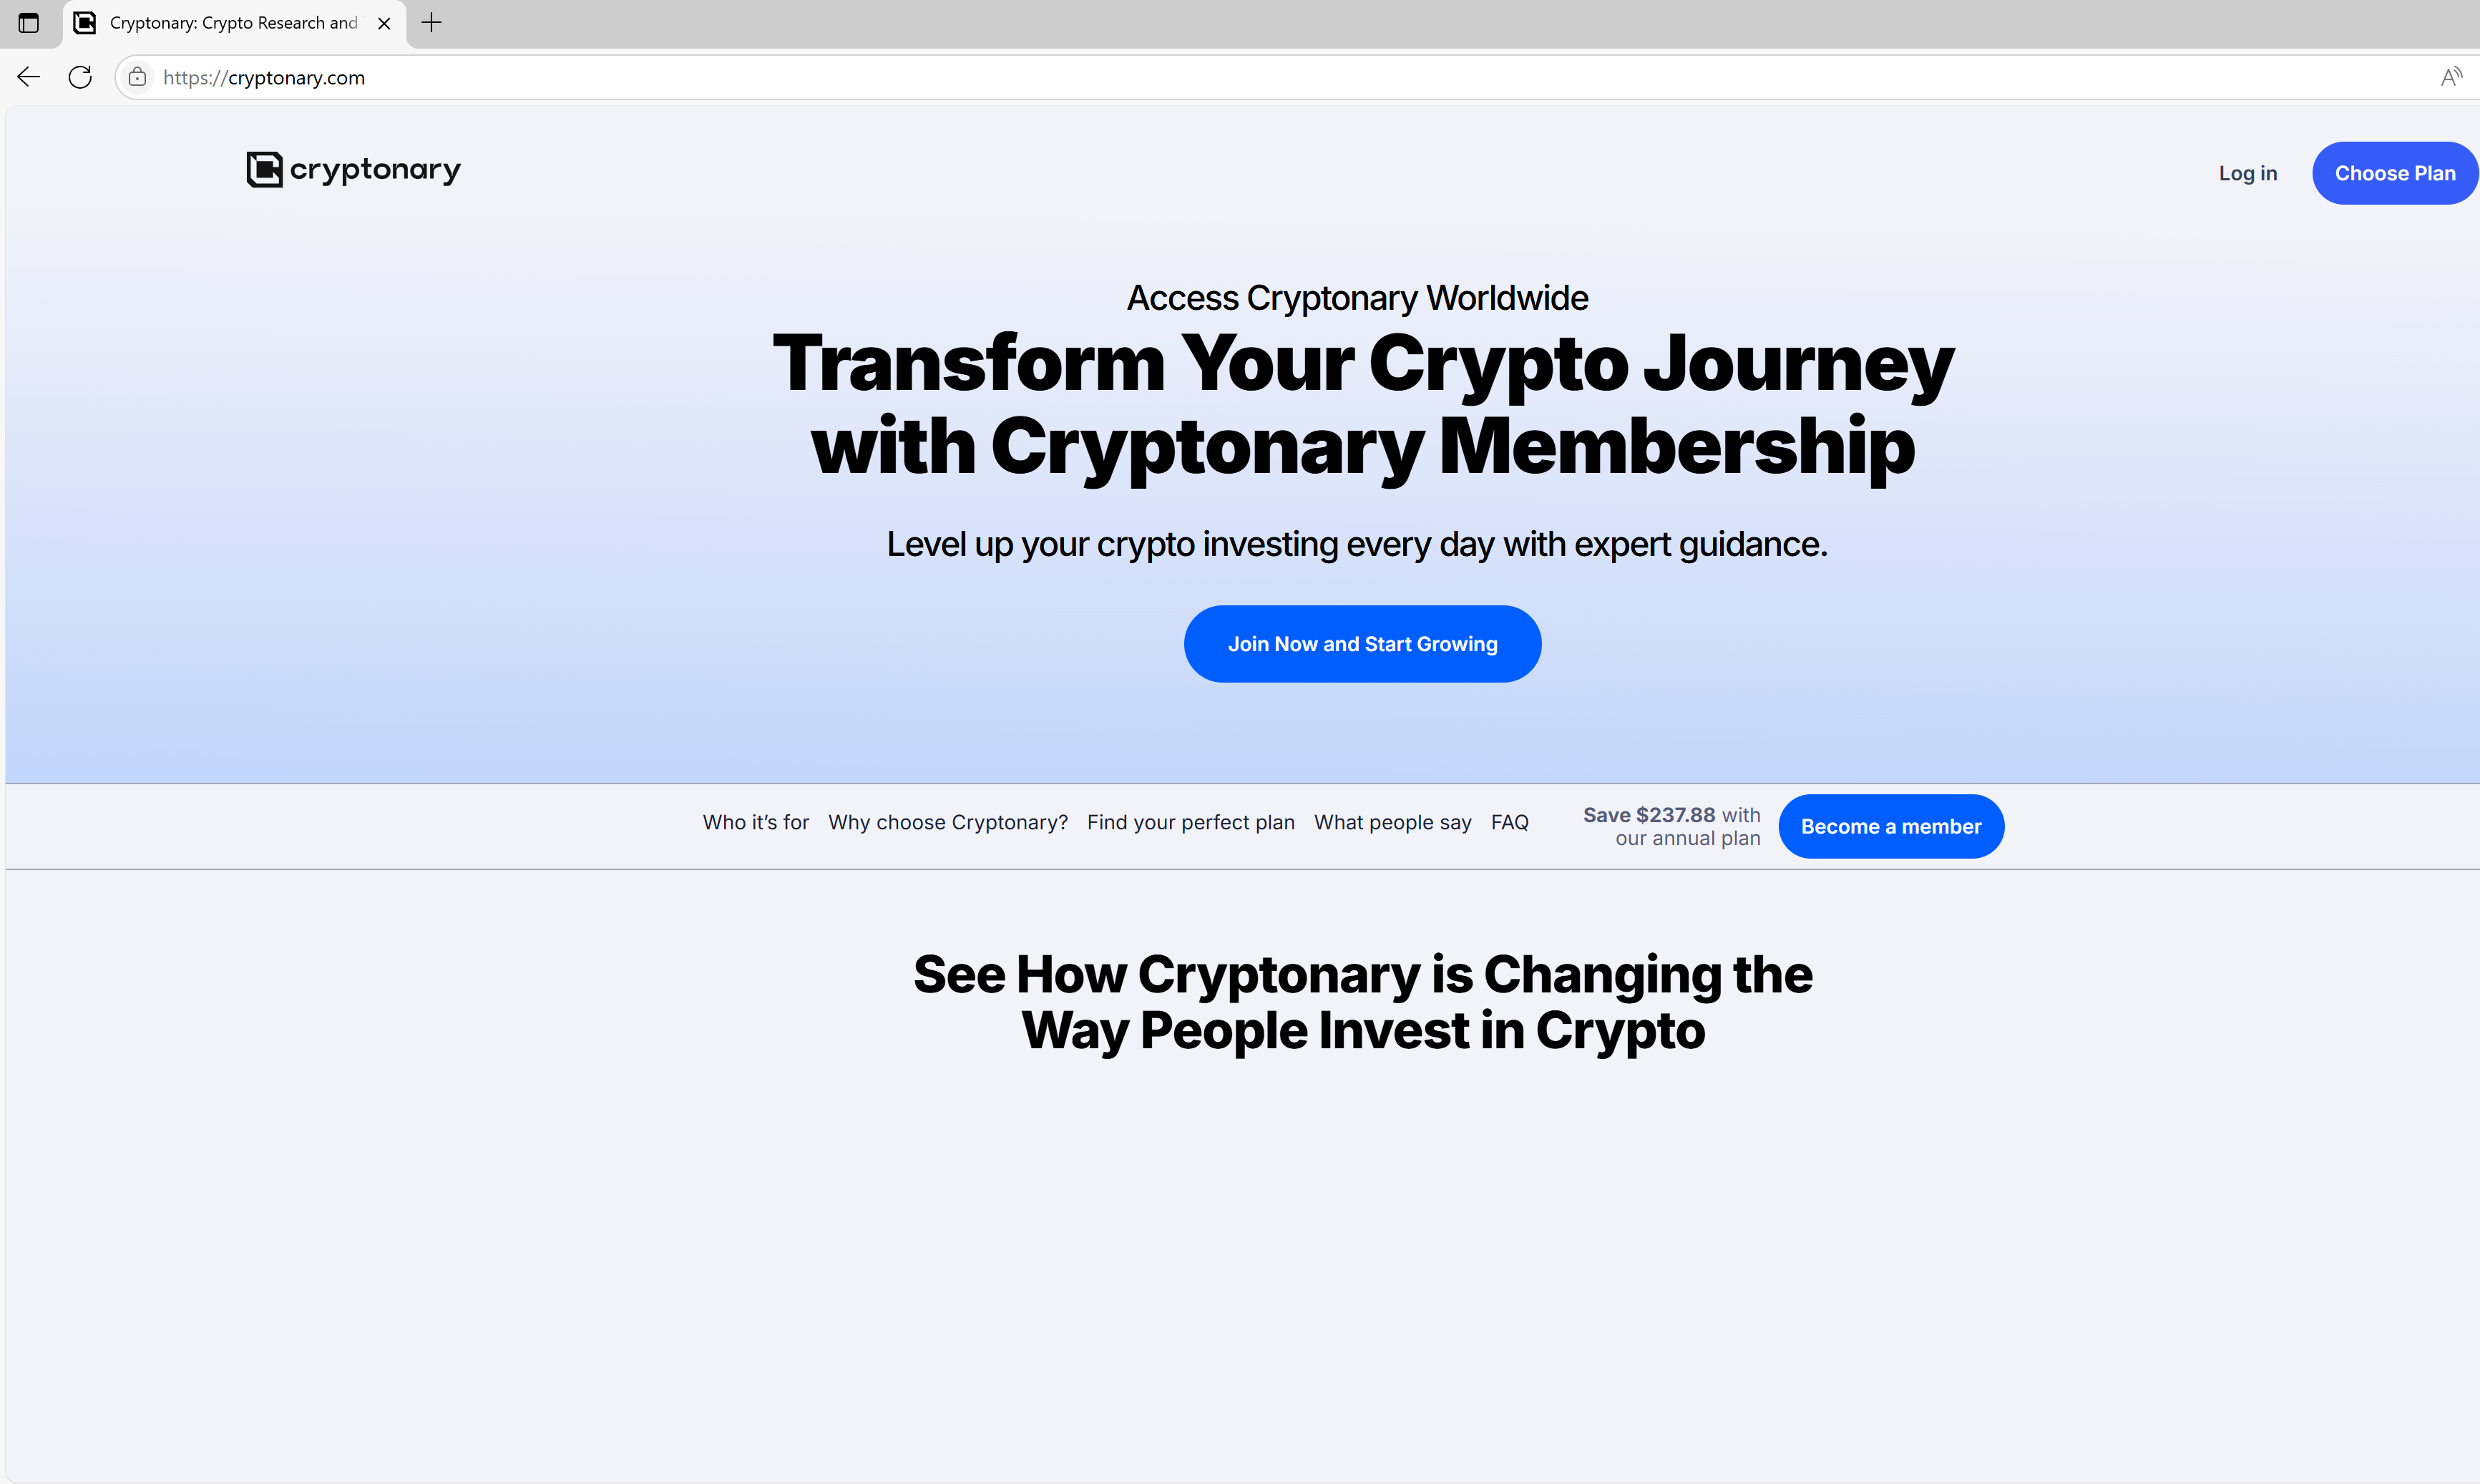 Cryptonary: Crypto Research and
https://cryptonary.com
cryptonary
Log in
Choose Plan
Access Cryptonary Worldwide
Transform Your Crypto Journey
with Cryptonary Membership
Level up your crypto investing every day with expert guidance.
Join Now and Start Growing
Who it’s for
Why choose Cryptonary?
Find your perfect plan
What people say
FAQ
Save $237.88 with
our annual plan
Become a member
See How Cryptonary is Changing the
Way People Invest in Crypto